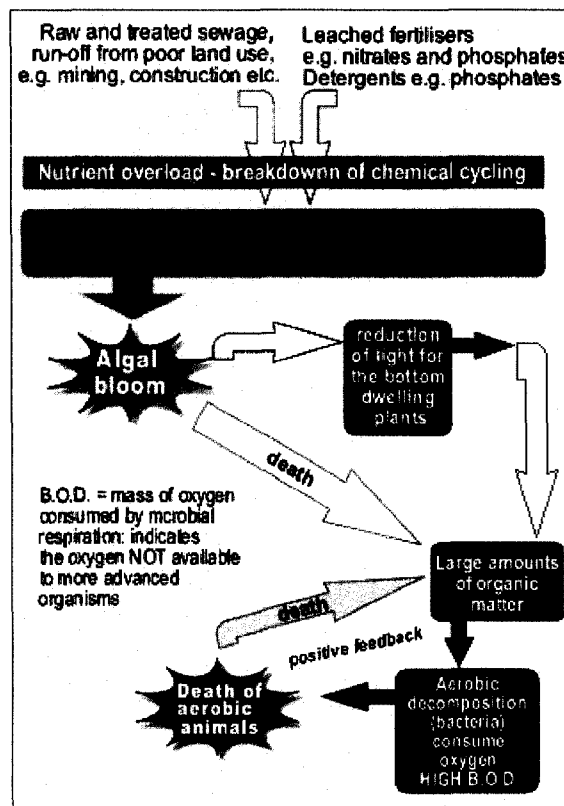 Raw and treated sewage,
run-off from poor land use,
e.g. mining, construction etc.
Leached fertilisers
e.g. nitrates and phosphates
Detergents e.g. phosphates
Nutrient overload - breakdownn of chemical cycling
Algal
bloom
reduction
of light for
the bottom
dwelling
plants
death
B.O.D. = mass of oxygen
consumed by mcrobial
respiration: indicates
the oxygen NOT available
to more advanced
organisms
Large amounts
of organic
matter
death
positive feedback
Death of
aerobic
animals
Aerobic
decomposition
(bacteria)
consume
oxygen
HIGH B.O.D